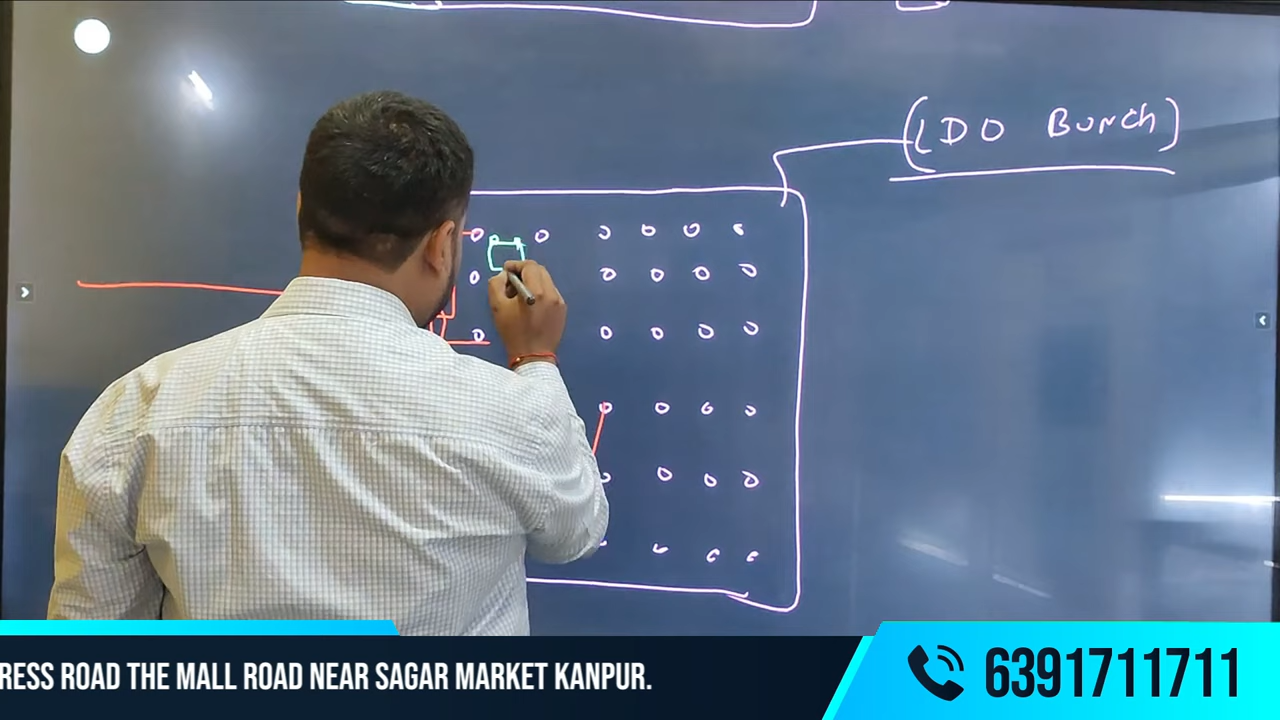 (LDO BUNCH)
RESS ROAD THE MALL ROAD NEAR SAGAR MARKET KANPUR.
6391711711